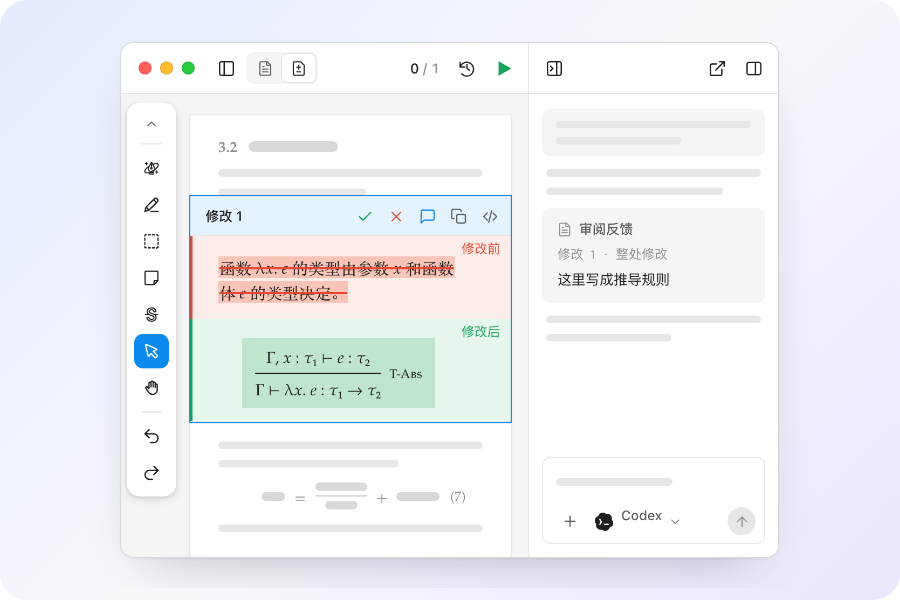 0 / 1
3.2
修改 1
修改前
函数 λx. e 的类型由参数 x 和函数
体 e 的类型决定。
修改后
Γ, x : τ₁ ⊢ e : τ₂
T-Abs
Γ ⊢ λx. e : τ₁ → τ₂
= + (7)
审阅反馈
修改 1 · 整处修改
这里写成推导规则
Codex